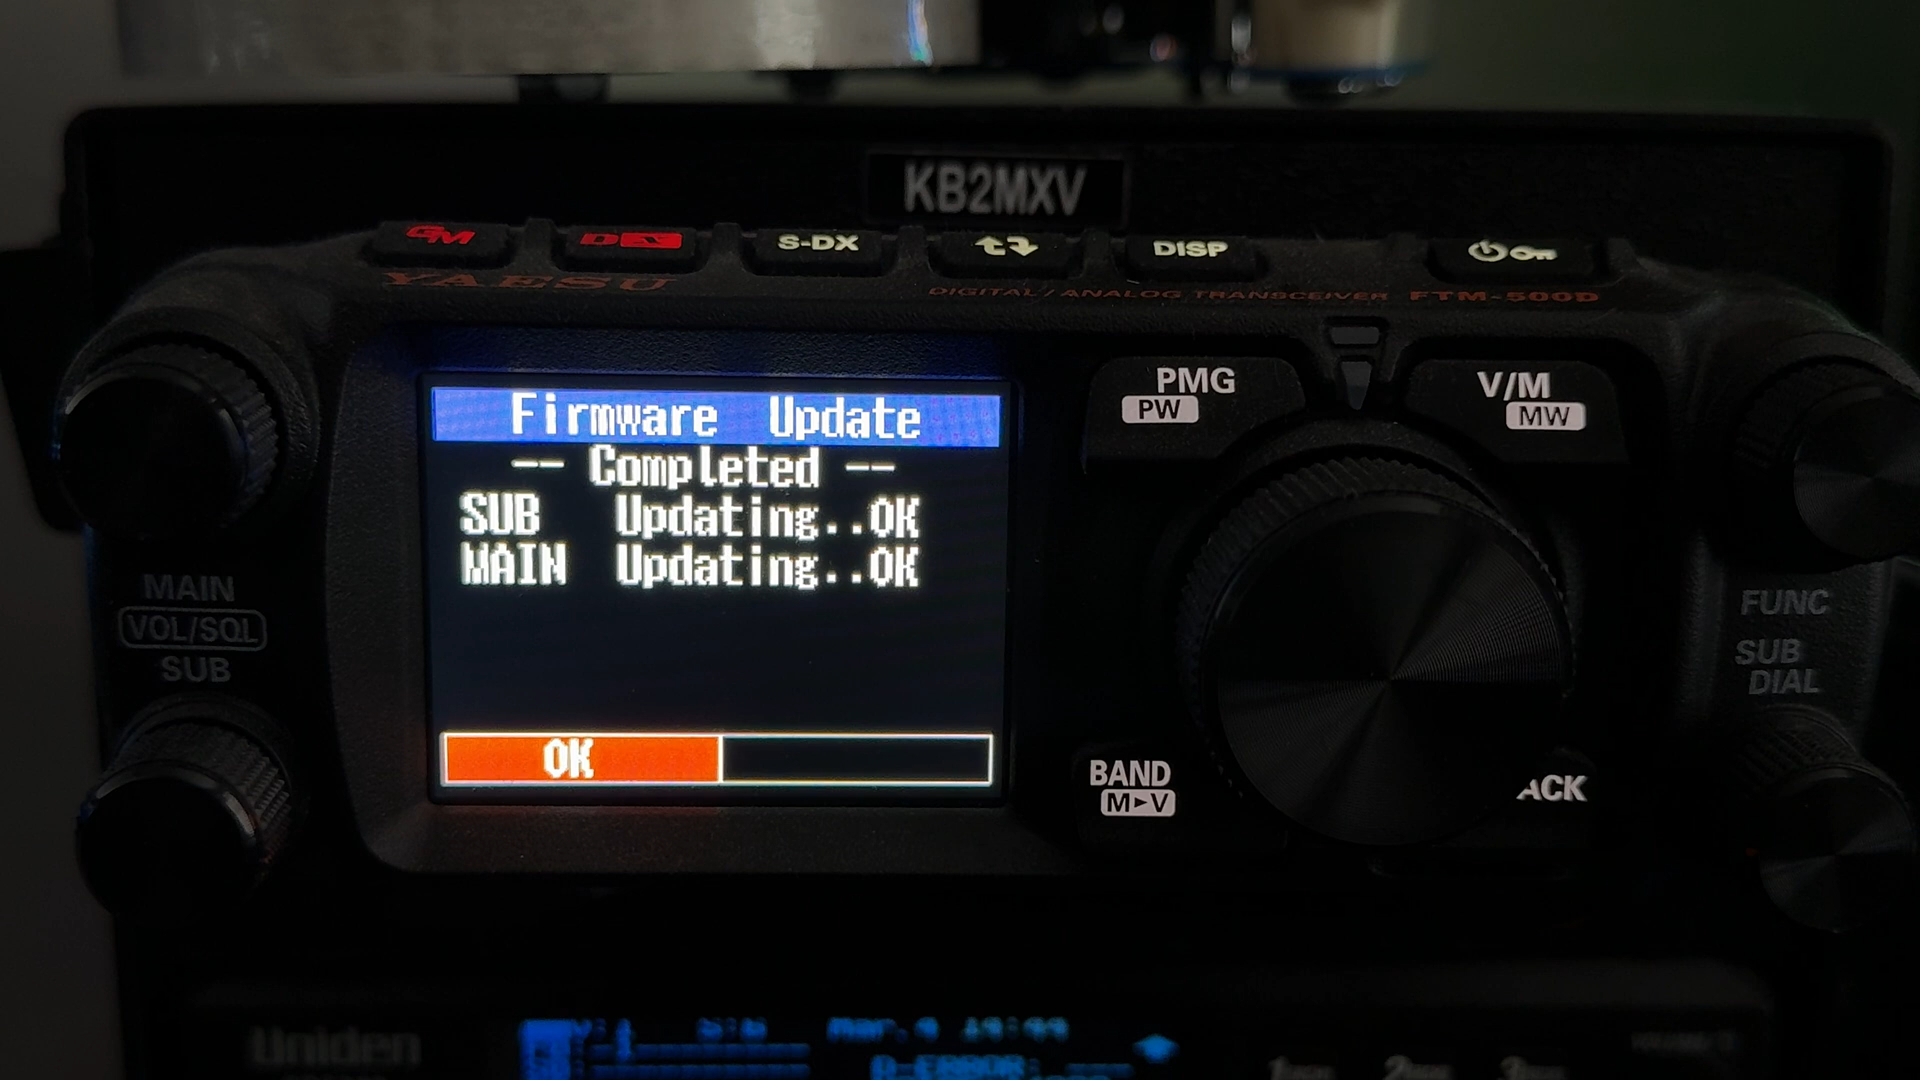 KB2MXV
GM
S-DX
DISP
YAESU
DIGITAL / ANALOG TRANSCEIVER FTM-500D
Firmware Update
-- Completed --
SUB Updating..OK
MAIN Updating..OK
OK
PMG
PW
V/M
MW
MAIN
VOL/SQL
SUB
FUNC
SUB
DIAL
BAND
M►V
ACK
Uniden